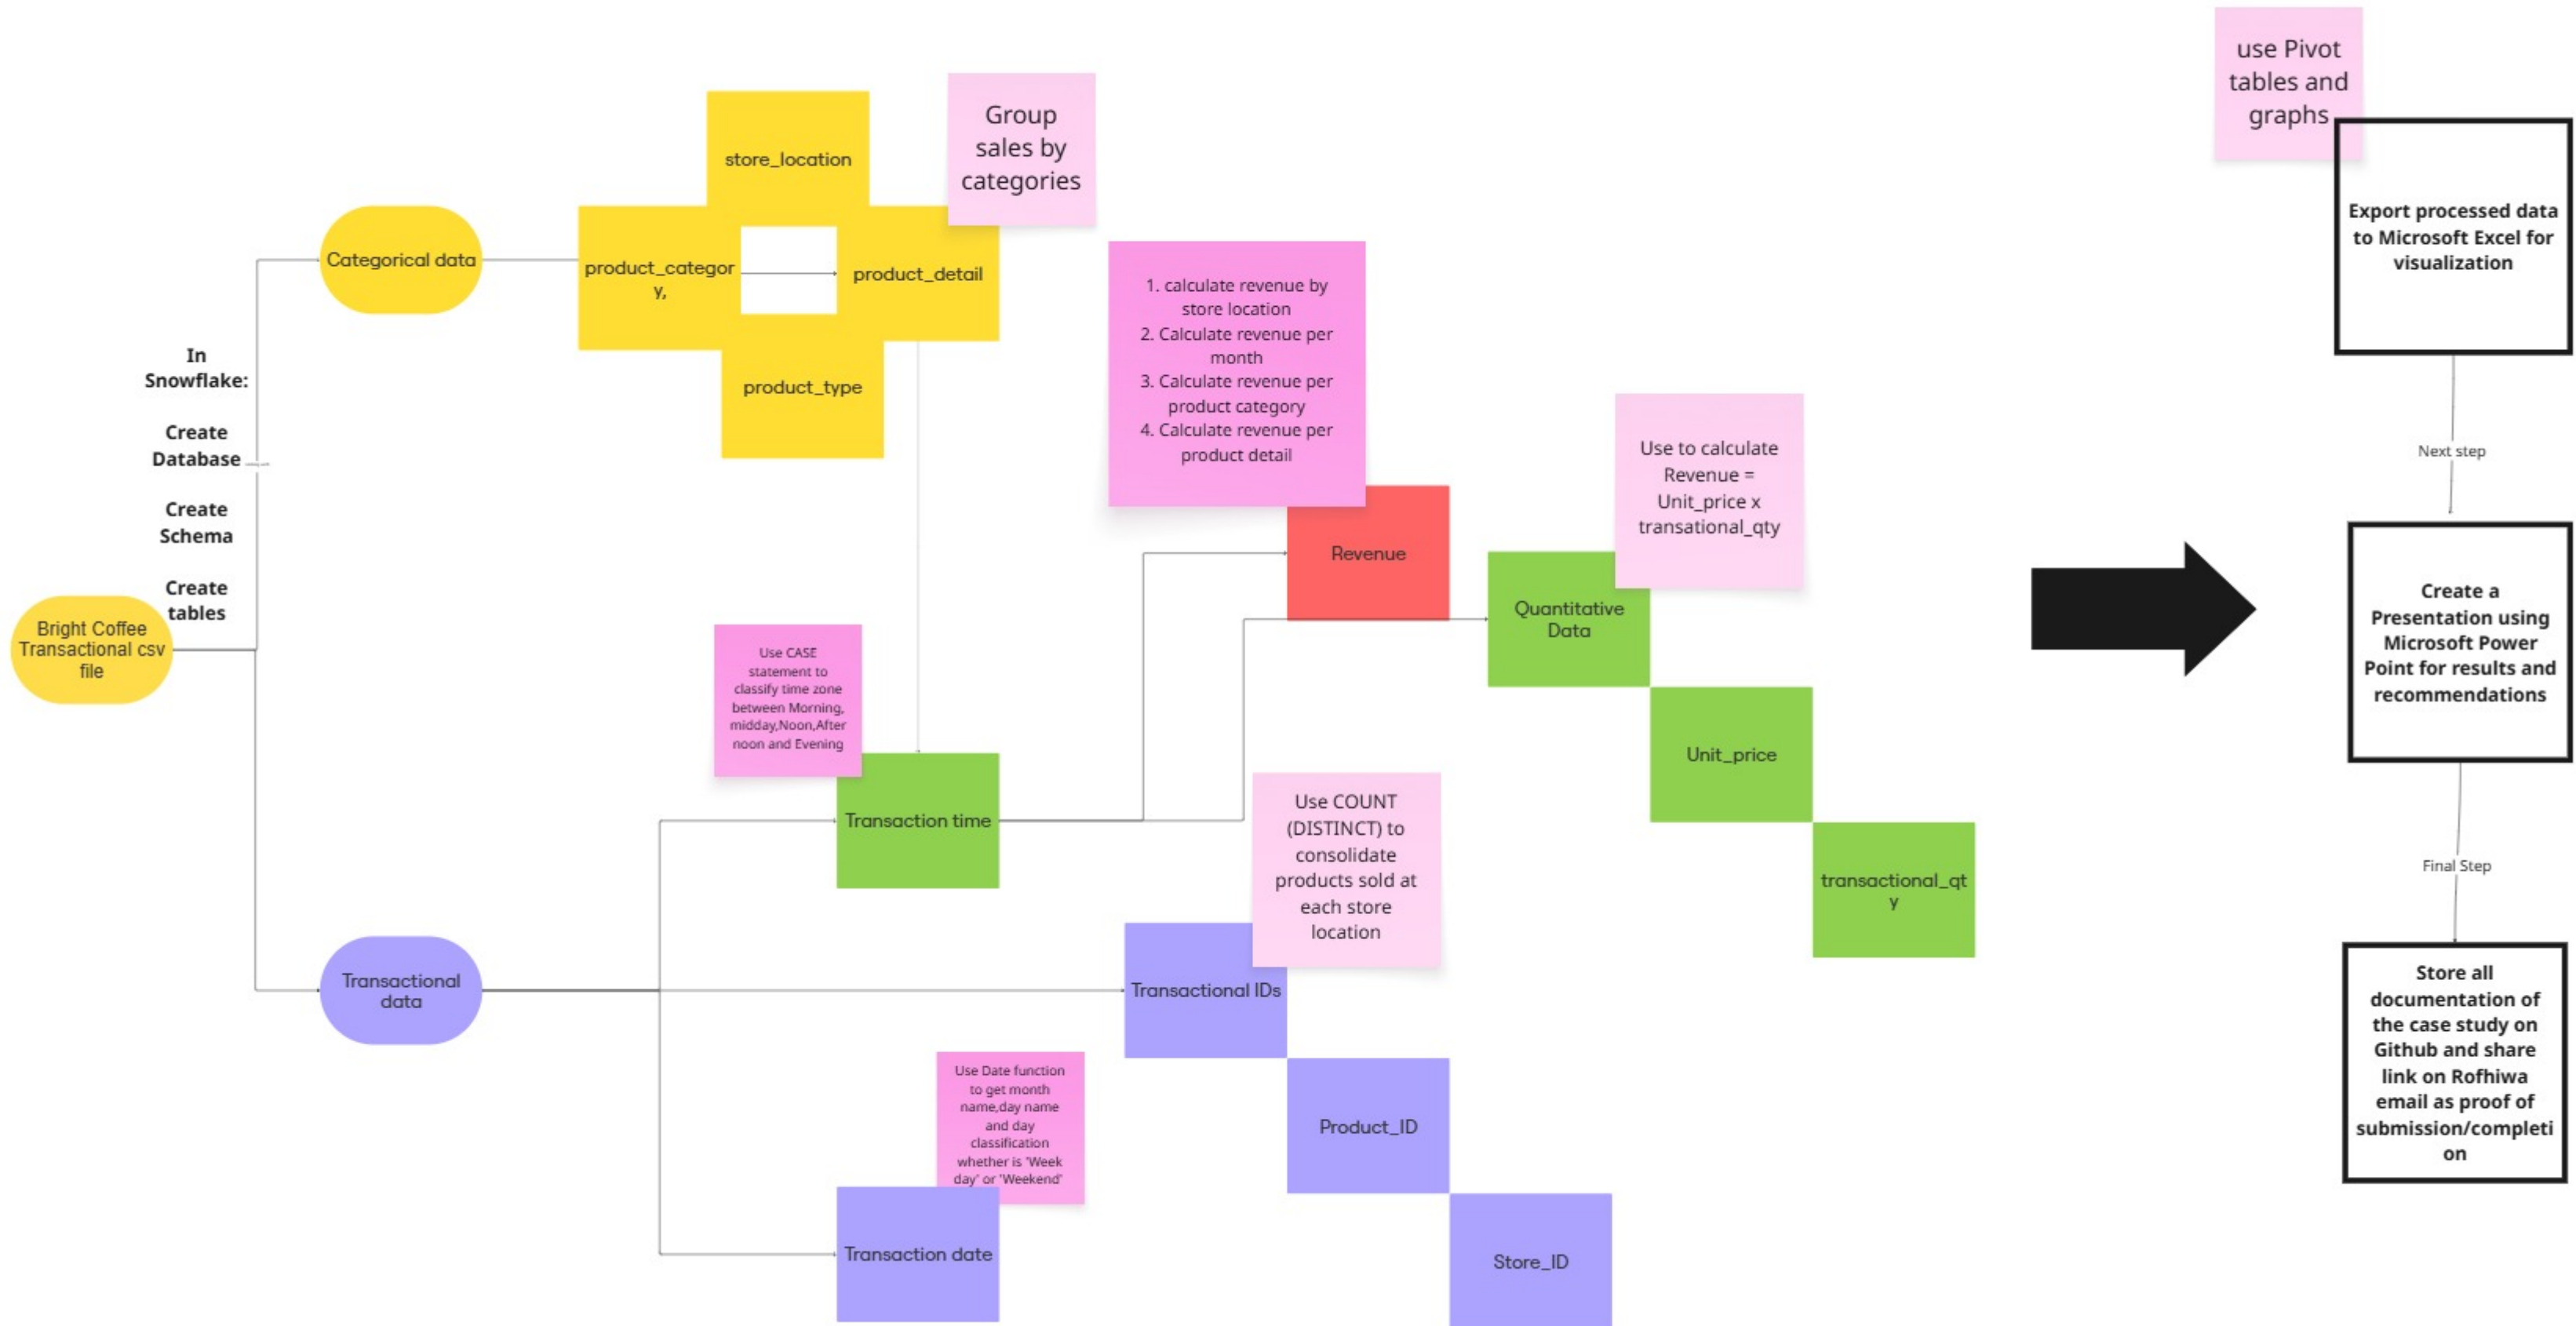 In
Snowflake:
Create
Database
Create
Schema
Create
tables
Bright Coffee
Transactional csv
file
Categorical data
store_location
product_categor
y,
product_detail
product_type
Group
sales by
categories
1. calculate revenue by
store location
2. Calculate revenue per
month
3. Calculate revenue per
product category
4. Calculate revenue per
product detail
Revenue
Use to calculate
Revenue =
Unit_price x
transational_qty
Quantitative
Data
Unit_price
transactional_qt
y
Use CASE
statement to
classify time zone
between Morning,
midday,Noon,After
noon and Evening
Transaction time
Transactional
data
Use COUNT
(DISTINCT) to
consolidate
products sold at
each store
location
Transactional IDs
Product_ID
Store_ID
Use Date function
to get month
name,day name
and day
classification
whether is 'Week
day' or 'Weekend'
Transaction date
use Pivot
tables and
graphs
Export processed data
to Microsoft Excel for
visualization
Next step
Create a
Presentation using
Microsoft Power
Point for results and
recommendations
Final Step
Store all
documentation of
the case study on
Github and share
link on Rofhiwa
email as proof of
submission/completi
on